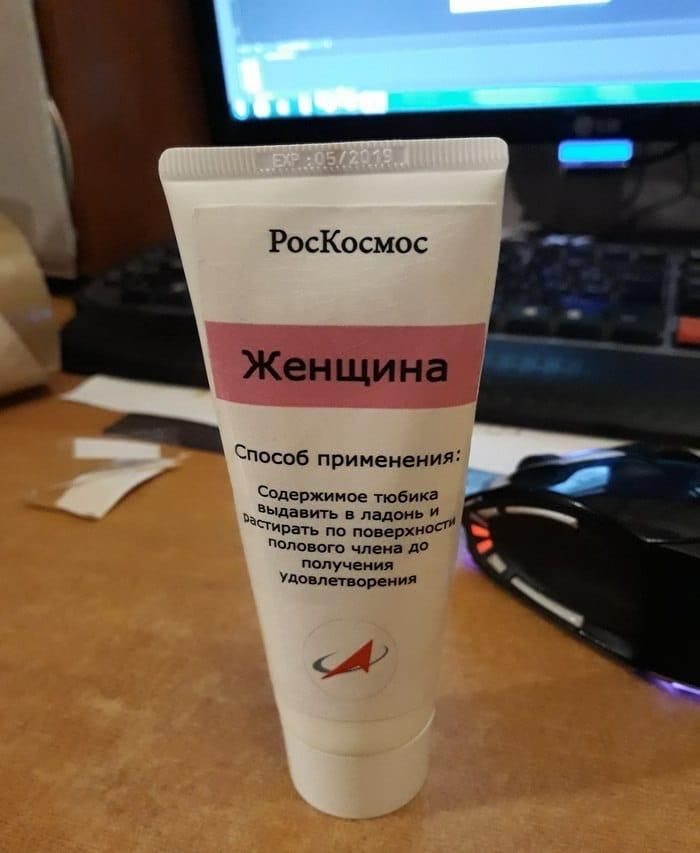 EXP :05/2019
РосКосмос
Женщина
Способ применения:
Содержимое тюбика
выдавить в ладонь и
растирать по поверхности
полового члена до
получения
удовлетворения
LG